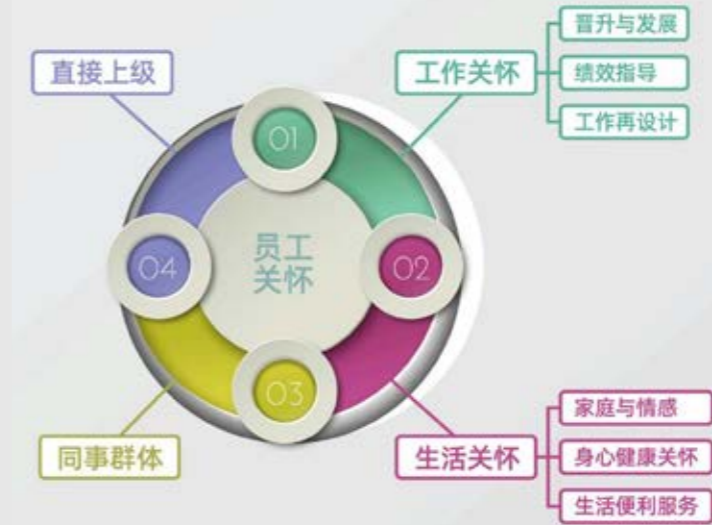 直接上级
工作关怀
晋升与发展
绩效指导
工作再设计
01
02
03
04
员工
关怀
同事群体
生活关怀
家庭与情感
身心健康关怀
生活便利服务